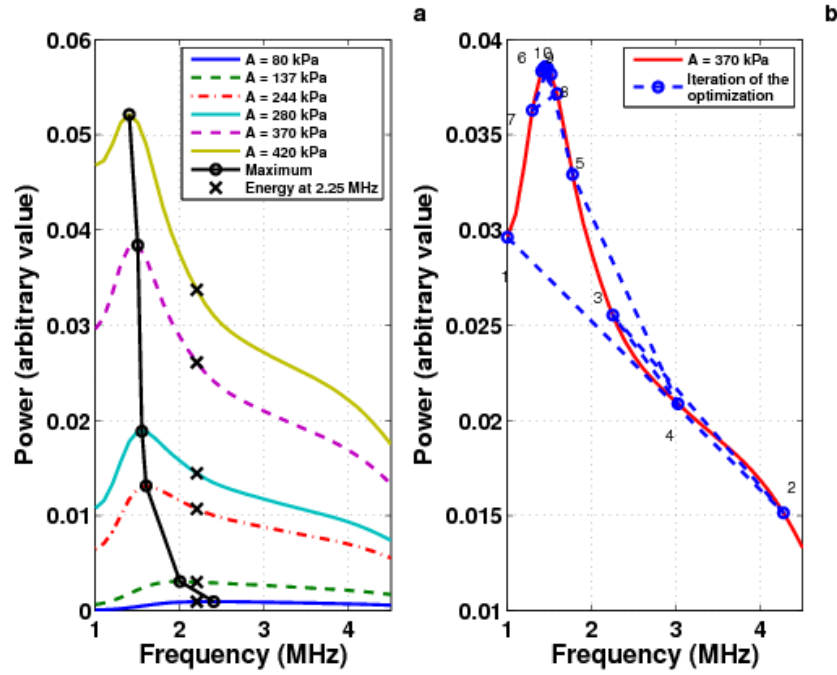 a
0.06
0.05
0.04
0.03
0.02
0.01
0
Power (arbitrary value)
A = 80 kPa
A = 137 kPa
A = 244 kPa
A = 280 kPa
A = 370 kPa
A = 420 kPa
Maximum
Energy at 2.25 MHz
1 2 3 4
Frequency (MHz)
b
0.04
0.035
0.03
0.025
0.02
0.015
0.01
Power (arbitrary value)
A = 370 kPa
Iteration of the
optimization
6
10
9
8
7
5
1
3
4
2
1 2 3 4
Frequency (MHz)